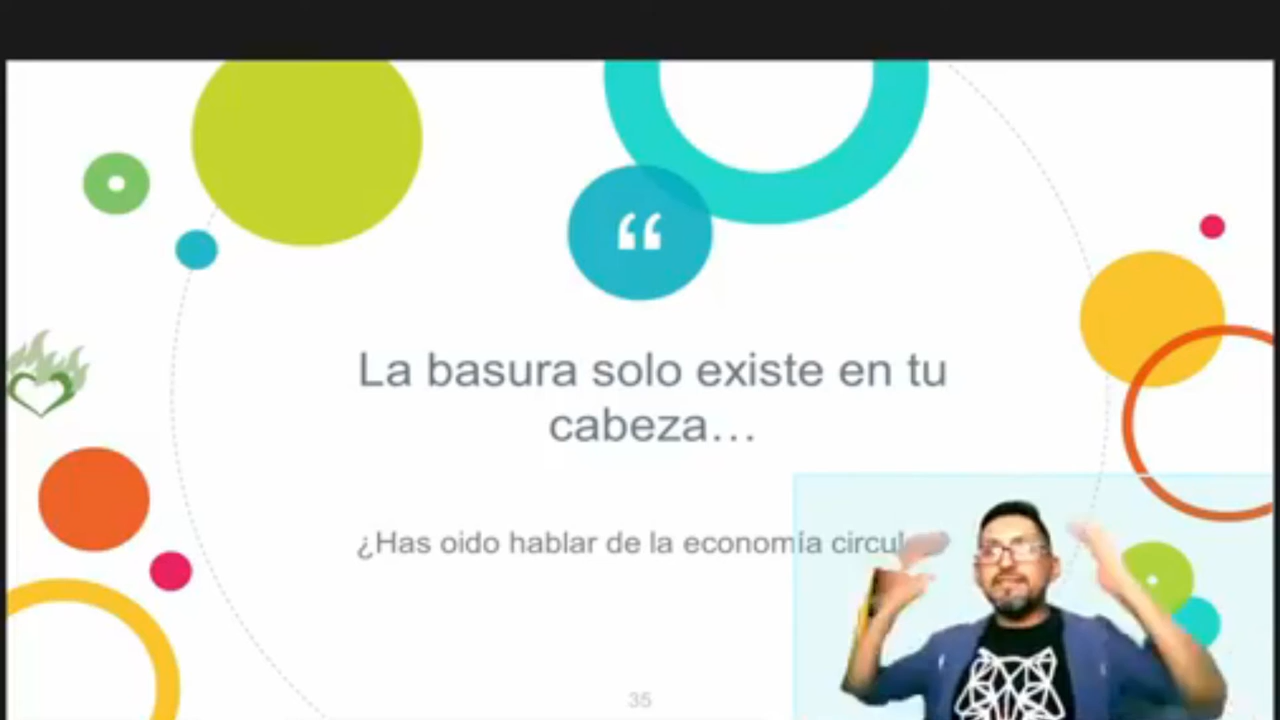 “
La basura solo existe en tu
cabeza…
¿Has oido hablar de la economía
35